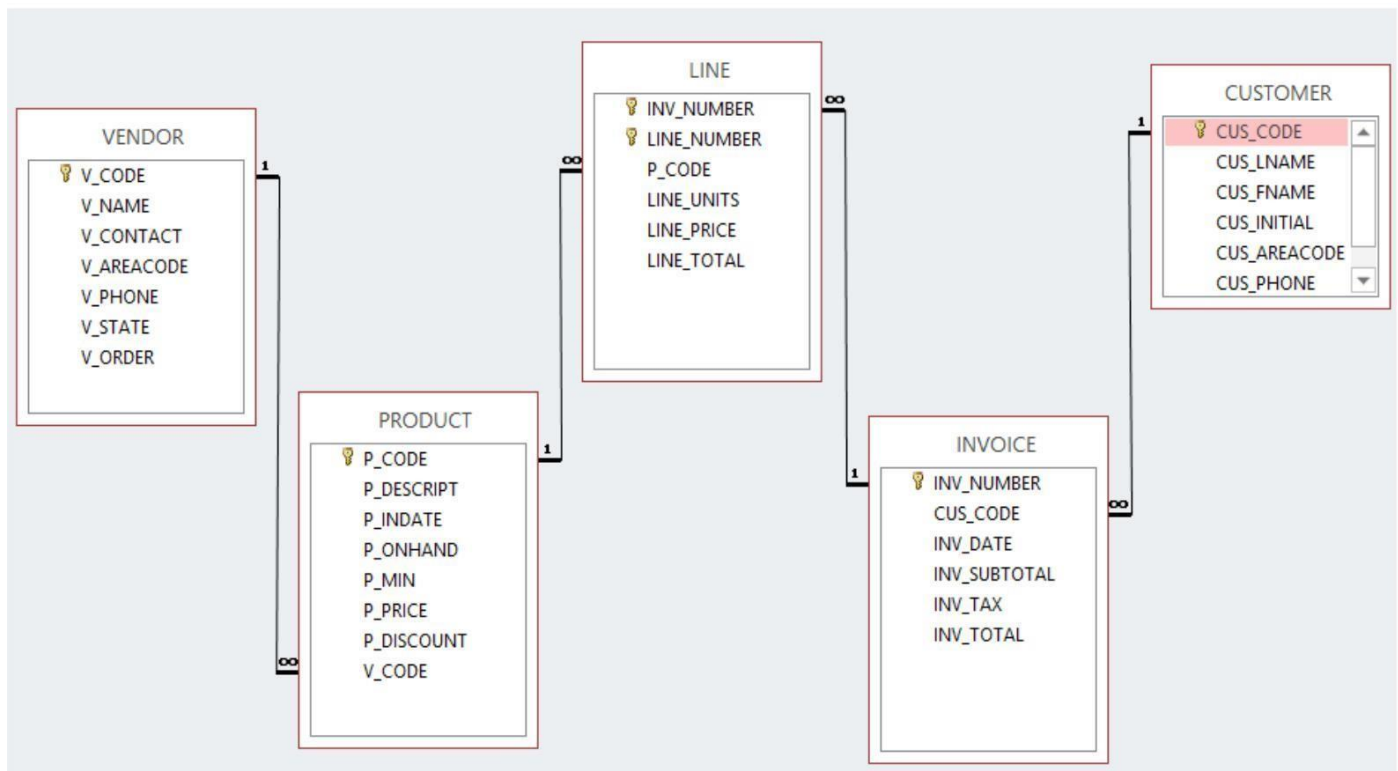 VENDOR
V_CODE
V_NAME
V_CONTACT
V_AREACODE
V_PHONE
V_STATE
V_ORDER
1
∞
PRODUCT
P_CODE
P_DESCRIPT
P_INDATE
P_ONHAND
P_MIN
P_PRICE
P_DISCOUNT
V_CODE
1
∞
LINE
INV_NUMBER
LINE_NUMBER
P_CODE
LINE_UNITS
LINE_PRICE
LINE_TOTAL
∞
1
INVOICE
INV_NUMBER
CUS_CODE
INV_DATE
INV_SUBTOTAL
INV_TAX
INV_TOTAL
∞
1
CUSTOMER
CUS_CODE
CUS_LNAME
CUS_FNAME
CUS_INITIAL
CUS_AREACODE
CUS_PHONE